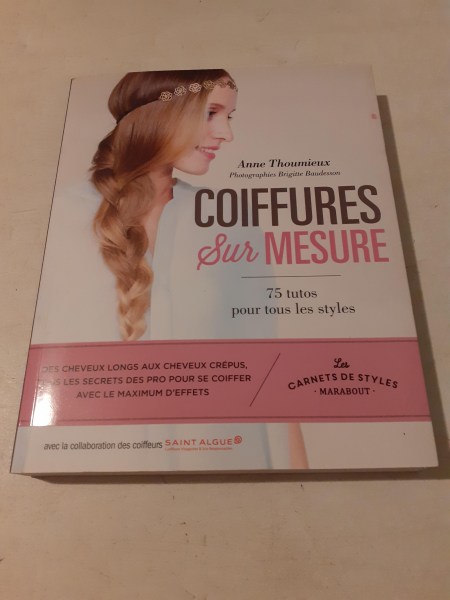 Anne Thoumieux
Photographies Brigitte Baudesson
COIFFURES
Sur MESURE
75 tutos
pour tous les styles
DES CHEVEUX LONGS AUX CHEVEUX CRÉPUS,
LES SECRETS DES PRO POUR SE COIFFER
AVEC LE MAXIMUM D'EFFETS
Les
CARNETS DE STYLES
- MARABOUT -
avec la collaboration des coiffeurs SAINT ALGUE